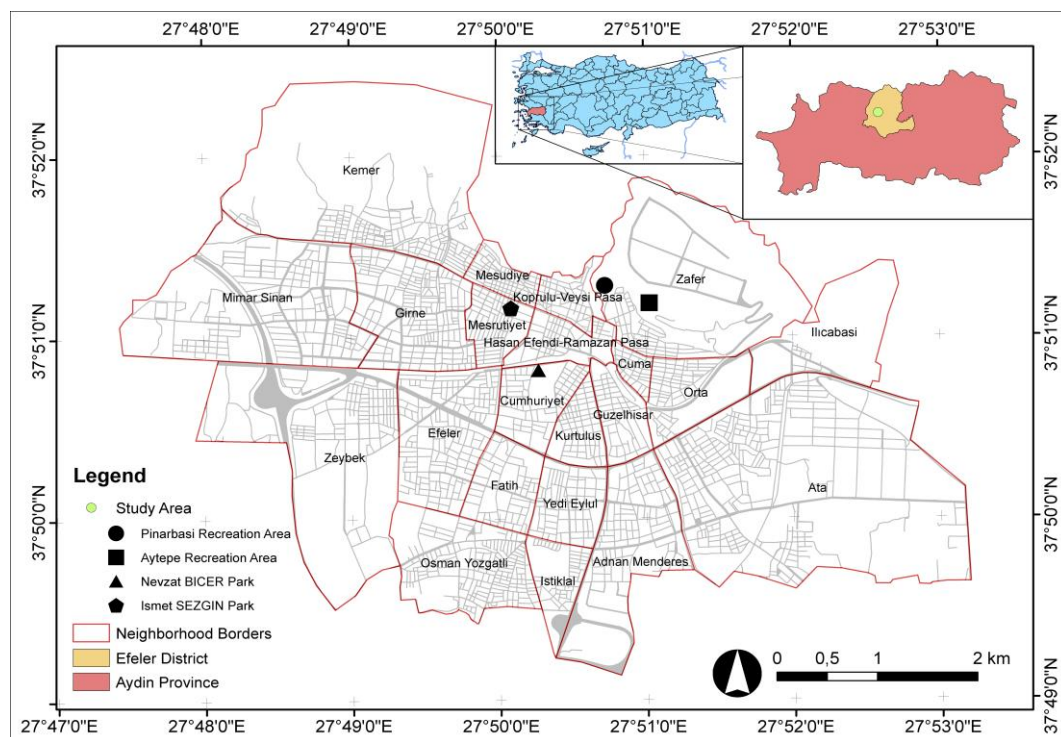 27°48'0"E 27°49'0"E 27°50'0"E 27°51'0"E 27°52'0"E 27°53'0"E
37°52'0"N
37°51'0"N
37°50'0"N
37°52'0"N
37°51'0"N
37°50'0"N
37°49'0"N
Kemer
Mesudiye
Zafer
Koprulu-Veysi Pasa
Mimar Sinan
Girne
Mesrutiyet
Ilıcabasi
Hasan Efendi-Ramazan Pasa
Cuma
Orta
Cumhuriyet
Guzelhisar
Efeler
Kurtulus
Zeybek
Fatih
Ata
Yedi Eylul
Osman Yozgatli
Adnan Menderes
Istiklal
Legend
Study Area
Pinarbasi Recreation Area
Aytepe Recreation Area
Nevzat BICER Park
Ismet SEZGIN Park
Neighborhood Borders
Efeler District
Aydin Province
0 0,5 1 2 km
27°47'0"E 27°48'0"E 27°49'0"E 27°50'0"E 27°51'0"E 27°52'0"E 27°53'0"E